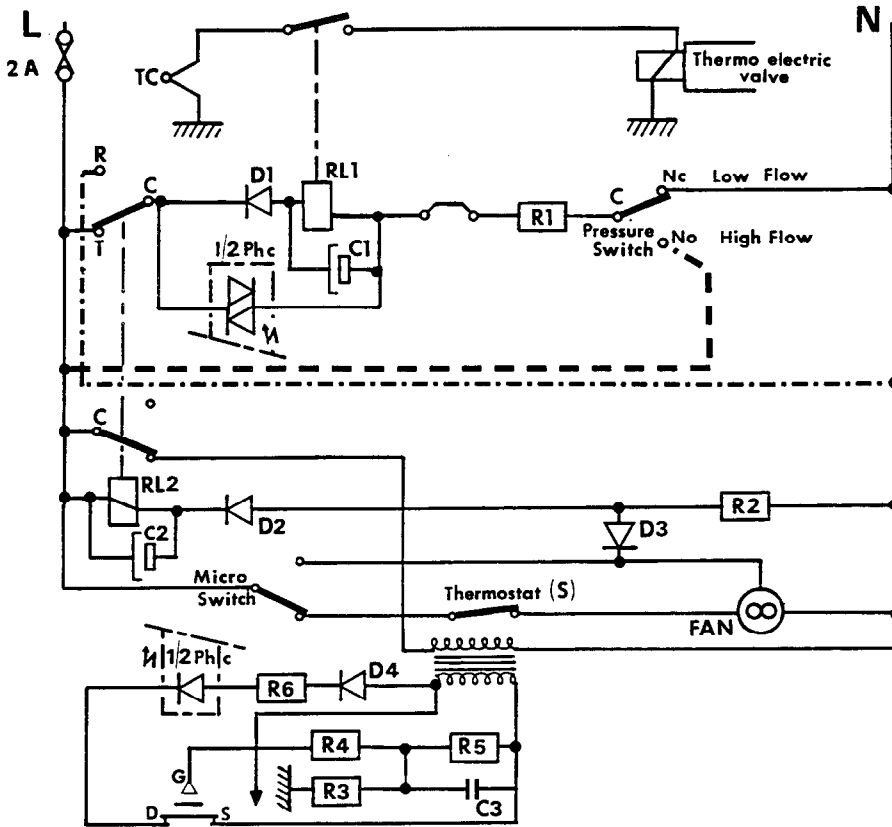 L
N
2 A
TC
Thermo electric
valve
R
C
D1
RL1
Nc Low Flow
C
R1
T
Pressure
Switch
No High Flow
1/2 Phc
C1
C
RL2
D2
R2
C2
D3
Micro
Switch
Thermostat (S)
FAN
1/2 Phc
D4
R6
R4
R5
G
R3
C3
D
S